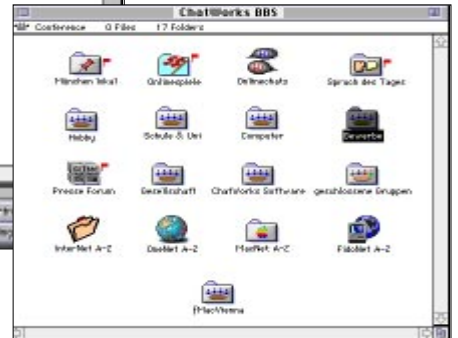 ChatWorks BBS
Conference 0 Files 17 Folders
München lokal Onlinespiele Onlinechats Spruch des Tages
Hobby Schule & Uni Computer Gewerbe
Presse Forum Gesellschaft ChatWorks Software geschlossene Gruppen
InterNet A-Z OneNet A-Z MacNet A-Z FidoNet A-Z
fMacVienna